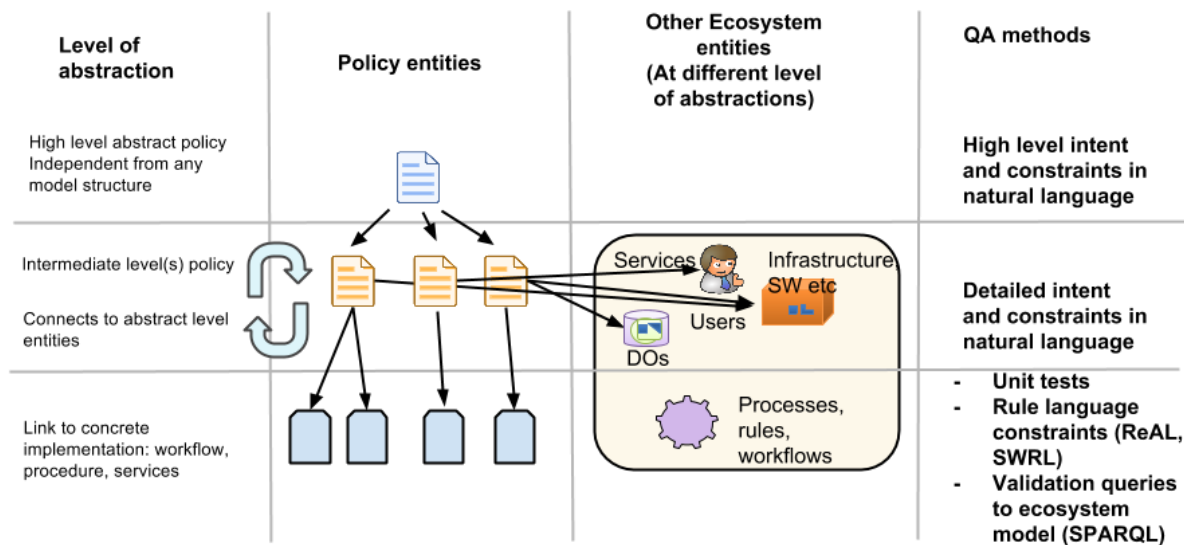 Level of
abstraction
Policy entities
Other Ecosystem
entities
(At different level
of abstractions)
QA methods
High level abstract policy
Independent from any
model structure
High level intent
and constraints in
natural language
Intermediate level(s) policy
Connects to abstract level
entities
Services
Infrastructure,
SW etc
Users
DOs
Detailed intent
and constraints in
natural language
Link to concrete
implementation: workflow,
procedure, services
Processes,
rules,
workflows
- Unit tests
- Rule language
constraints (ReAL,
SWRL)
- Validation queries
to ecosystem
model (SPARQL)